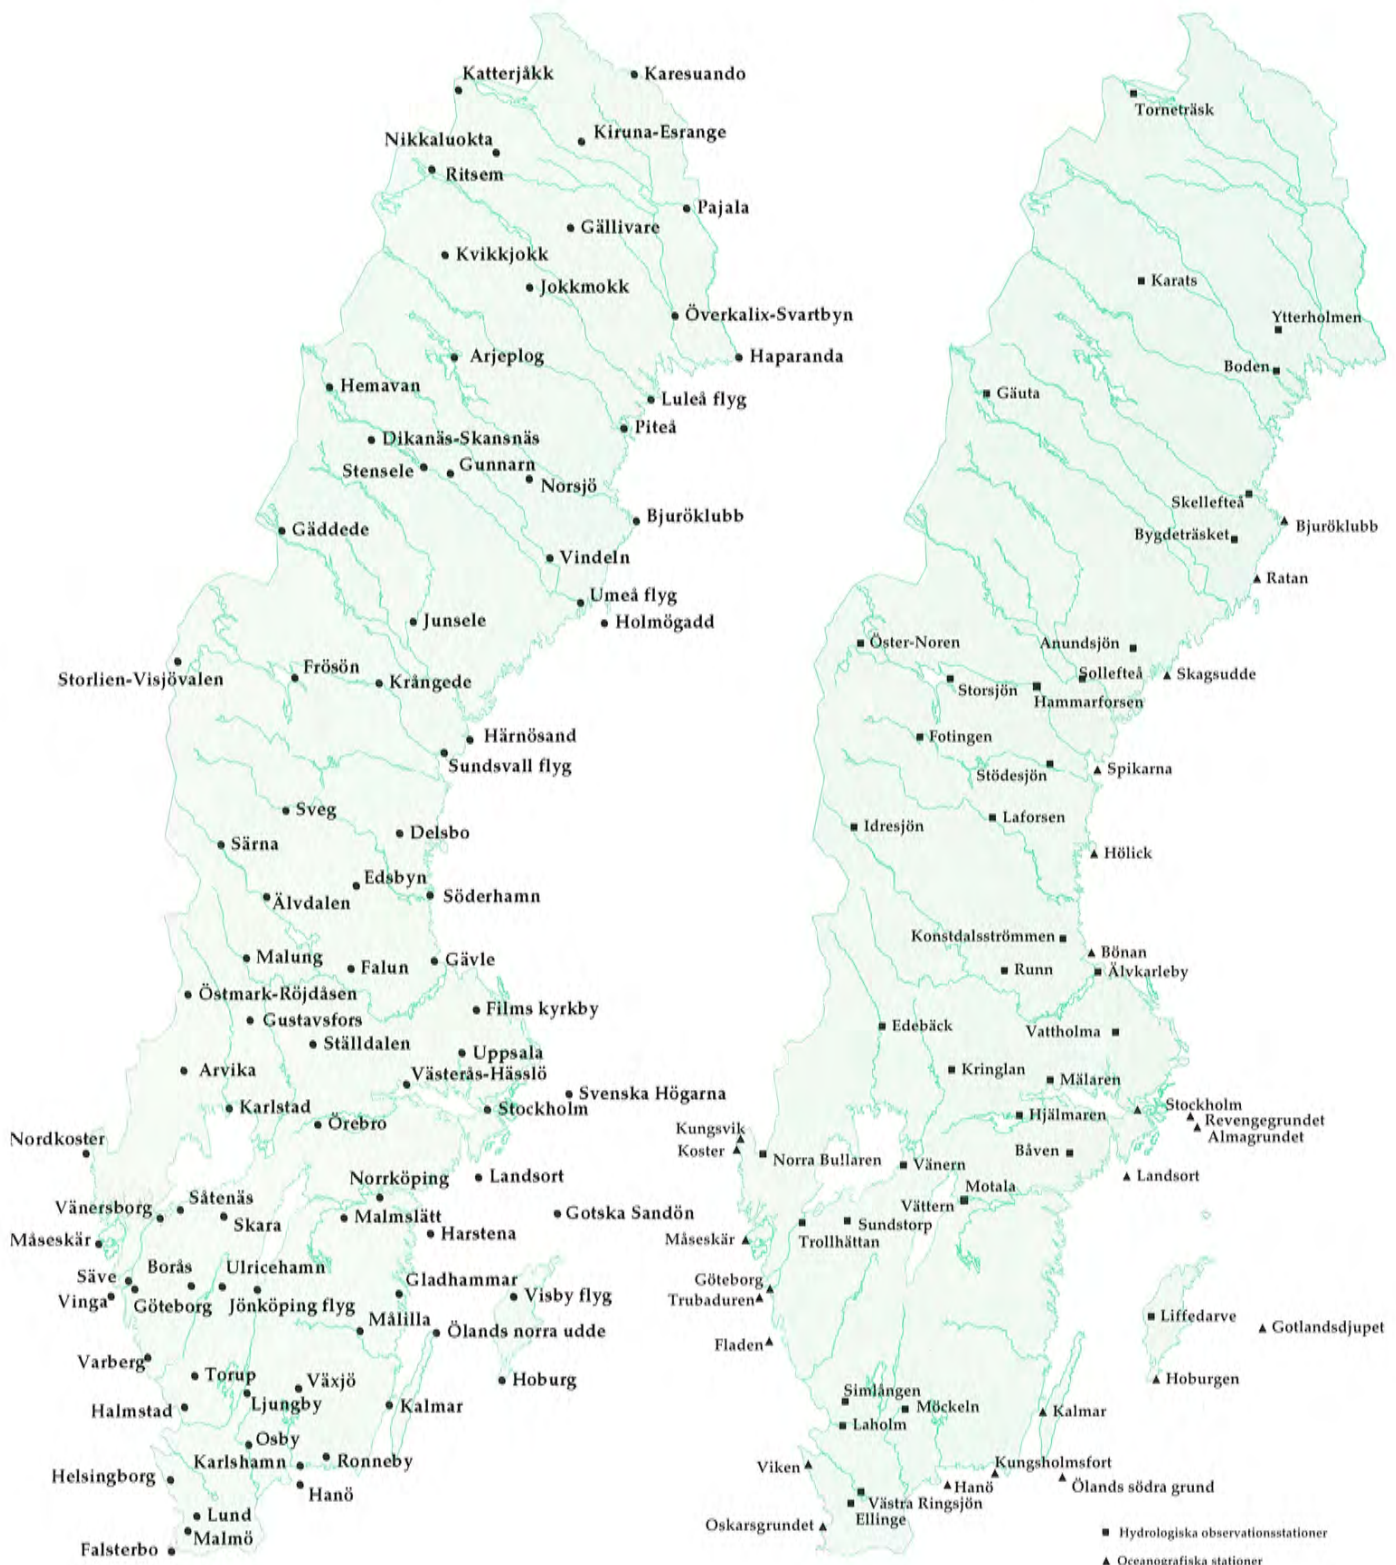 Katterjåkk
Karesuando
Nikkaluokta
Kiruna-Esrange
Ritsem
Pajala
Gällivare
Kvikkjokk
Jokkmokk
Överkalix-Svartbyn
Arjeplog
Haparanda
Hemavan
Luleå flyg
Piteå
Dikanäs-Skansnäs
Stensele
Gunnarn
Norsjö
Bjuröklubb
Gäddede
Vindeln
Umeå flyg
Junsele
Holmögadd
Storlien-Visjövalen
Frösön
Krångede
Härnösand
Sundsvall flyg
Sveg
Delsbo
Särna
Edsbyn
Älvdalen
Söderhamn
Malung
Falun
Gävle
Östmark-Röjdåsen
Films kyrkby
Gustavsfors
Ställdalen
Uppsala
Arvika
Västerås-Hässlö
Svenska Högarna
Karlstad
Stockholm
Örebro
Nordkoster
Norrköping
Landsort
Vänersborg
Såtenäs
Skara
Malmslätt
Gotska Sandön
Måseskär
Harstena
Säve
Borås
Ulricehamn
Gladhammar
Vinga
Göteborg
Jönköping flyg
Visby flyg
Målilla
Ölands norra udde
Varberg
Torup
Växjö
Hoburg
Halmstad
Ljungby
Kalmar
Osby
Karlshamn
Ronneby
Helsingborg
Hanö
Lund
Malmö
Falsterbo
Torneträsk
Karats
Ytterholmen
Boden
Gäuta
Skellefteå
Bjuröklubb
Bygdeträsket
Ratan
Öster-Noren
Anundsjön
Storsjön
Sollefteå
Skagsudde
Hammarforsen
Fotingen
Stödesjön
Spikarna
Laforsen
Idresjön
Hölick
Konstdalsströmmen
Bönan
Runn
Älvkarleby
Edebäck
Vattholma
Kringlan
Mälaren
Hjälmaren
Stockholm
Revengegrundet
Almagrundet
Kungsvik
Koster
Norra Bullaren
Vänern
Båven
Landsort
Motala
Vättern
Sundstorp
Trollhättan
Måseskär
Göteborg
Trubaduren
Liffedarve
Gotlandsdjupet
Fladen
Hoburgen
Simlången
Möckeln
Laholm
Kalmar
Viken
Kungsholmsfort
Hanö
Ölands södra grund
Västra Ringsjön
Ellinge
Oskarsgrundet
Hydrologiska observationsstationer
Oceanografiska stationer